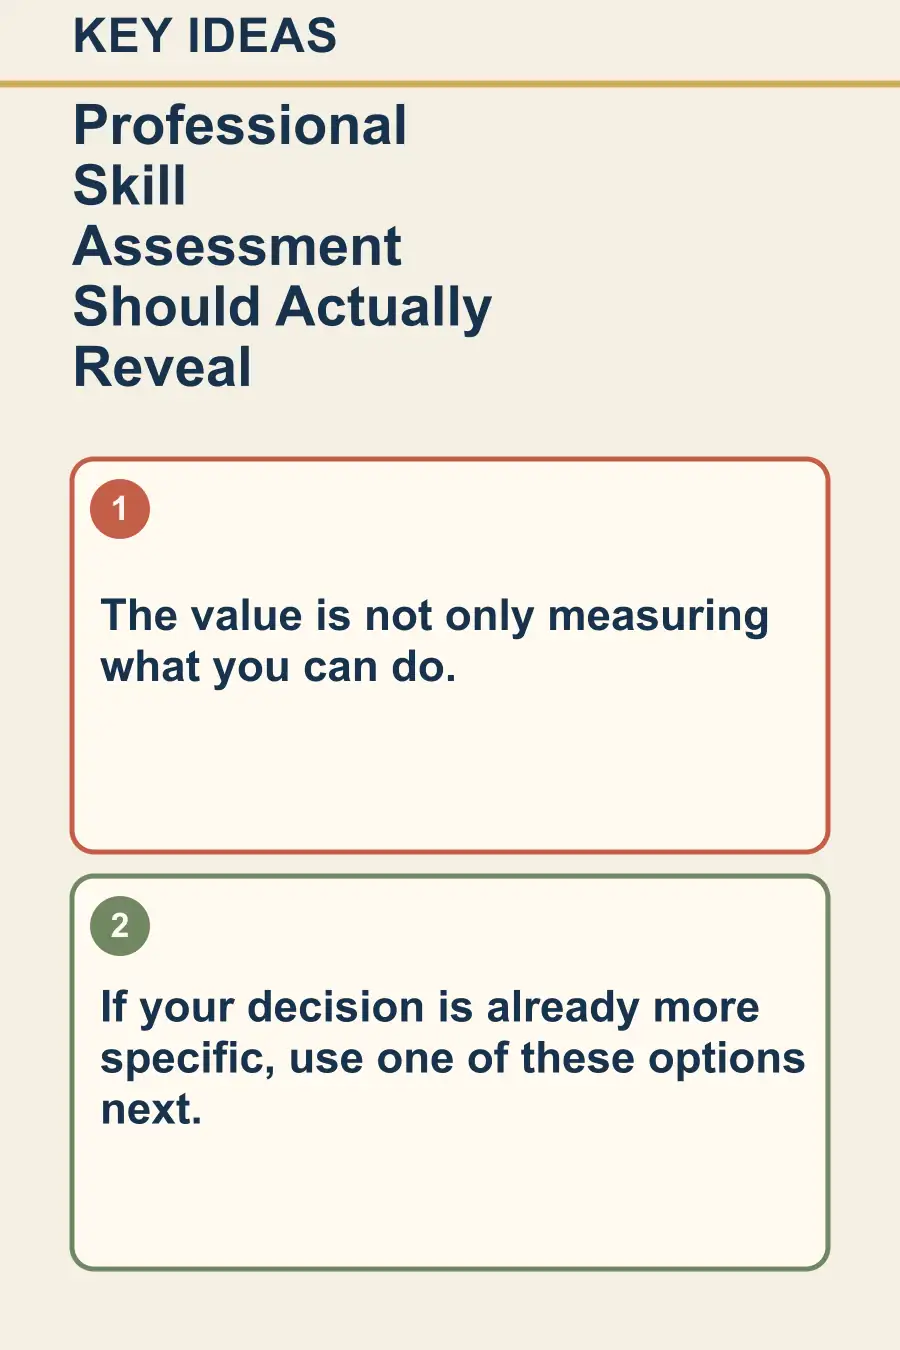 KEY IDEAS
Professional
Skill
Assessment
Should Actually
Reveal
1
The value is not only measuring
what you can do.
2
If your decision is already more
specific, use one of these options
next.